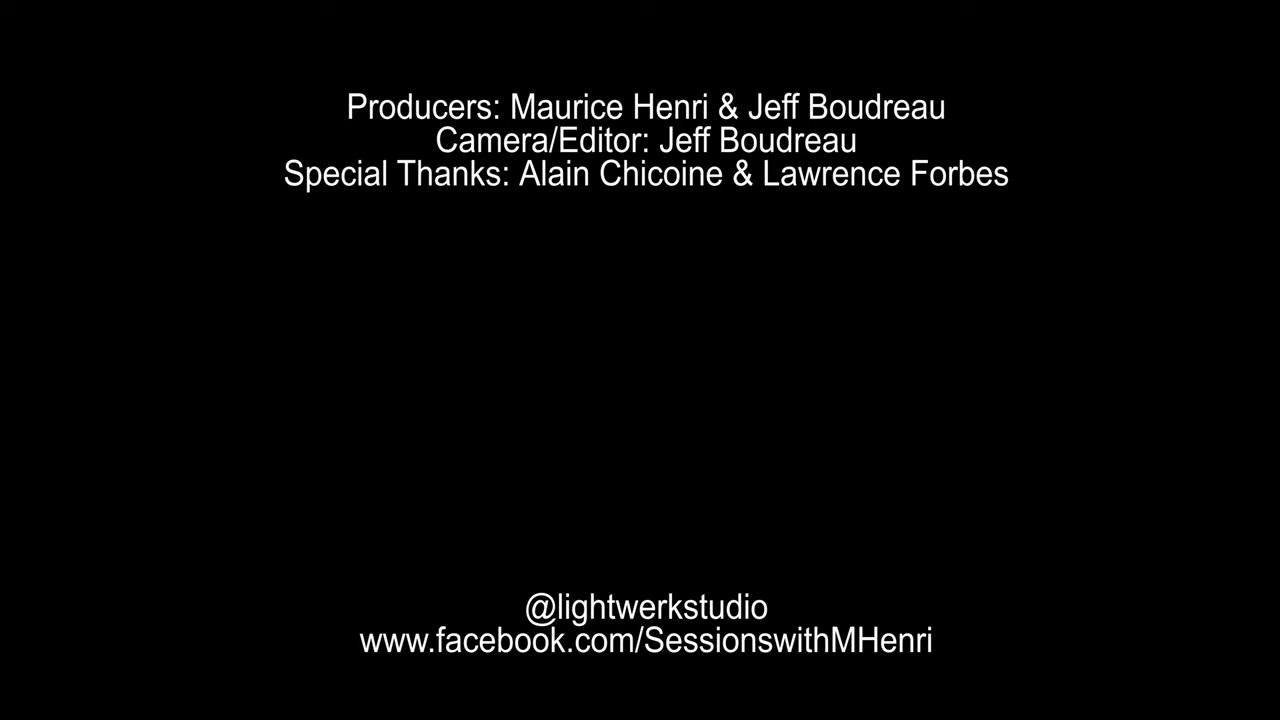 Producers: Maurice Henri & Jeff Boudreau
Camera/Editor: Jeff Boudreau
Special Thanks: Alain Chicoine & Lawrence Forbes
@lightwerkstudio
www.facebook.com/SessionswithMHenri